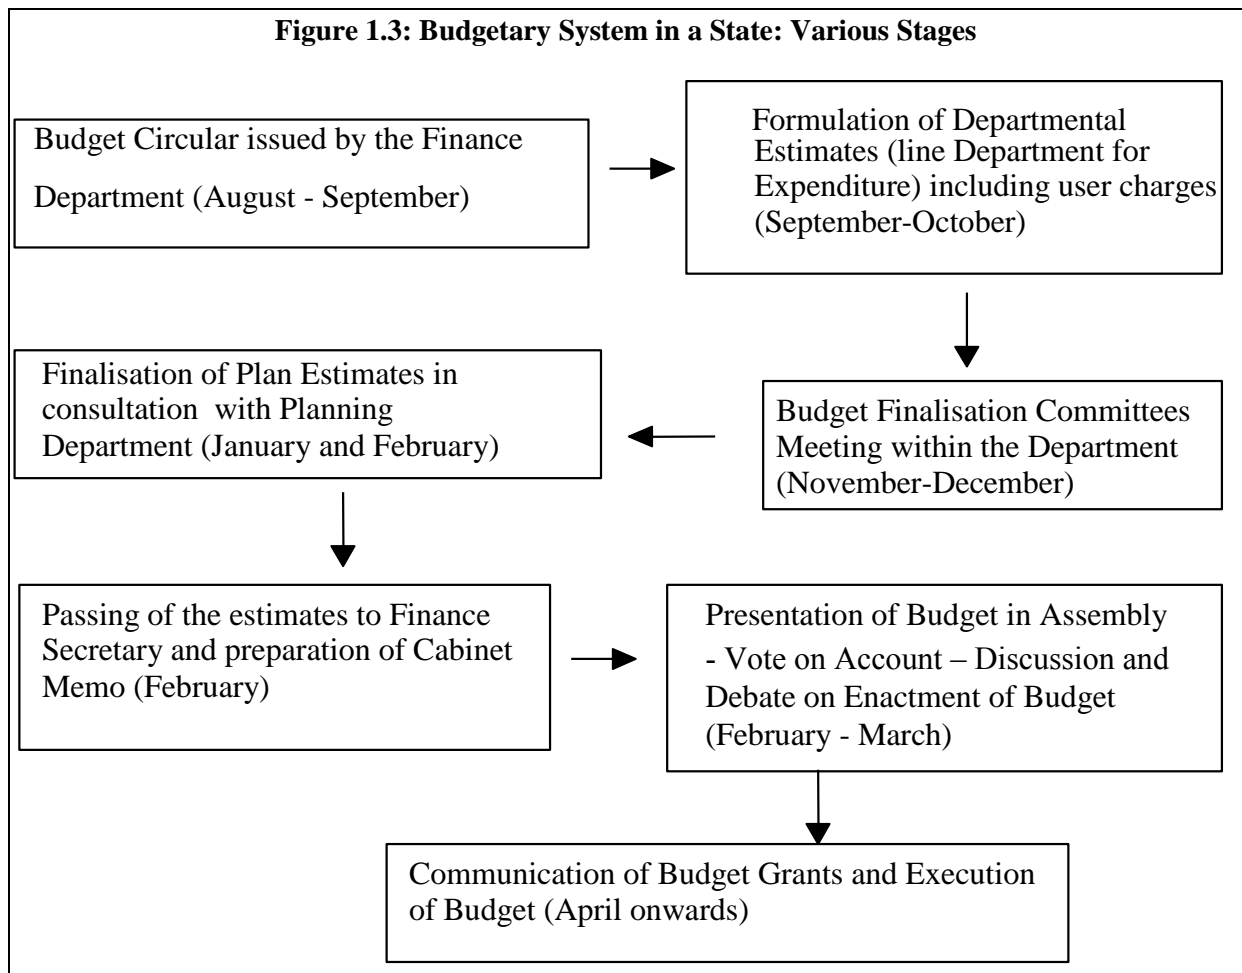 Figure 1.3: Budgetary System in a State: Various Stages
Budget Circular issued by the Finance
Department (August - September)
Formulation of Departmental
Estimates (line Department for
Expenditure) including user charges
(September-October)
Budget Finalisation Committees
Meeting within the Department
(November-December)
Finalisation of Plan Estimates in
consultation with Planning
Department (January and February)
Passing of the estimates to Finance
Secretary and preparation of Cabinet
Memo (February)
Presentation of Budget in Assembly
- Vote on Account – Discussion and
Debate on Enactment of Budget
(February - March)
Communication of Budget Grants and Execution
of Budget (April onwards)